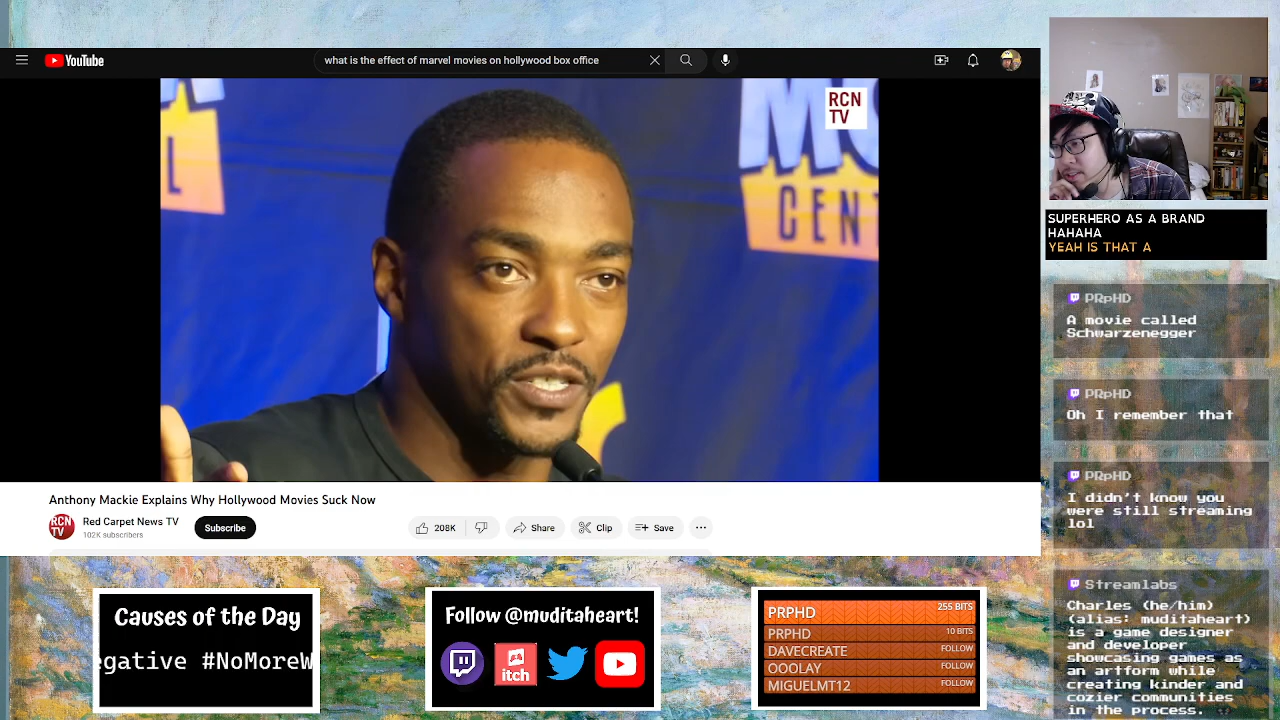 YouTube
what is the effect of marvel movies on hollywood box office
RCN
TV
L
CENT
Anthony Mackie Explains Why Hollywood Movies Suck Now
RCN
TV
Red Carpet News TV
102K subscribers
Subscribe
208K
Share
Clip
Save
SUPERHERO AS A BRAND
HAHAHA
YEAH IS THAT A
PRpHD
A movie called
Schwarzenegger
PRpHD
Oh I remember that
PRpHD
I didn't know you
were still streaming
lol
Streamlabs
Charles (he/him)
(alias: muditaheart)
is a game designer
and developer
showcasing games as
an artform while
creating kinder and
cozier communities
in the process.
Causes of the Day
egative #NoMoreW
Follow @muditaheart!
itch
PRPHD 255 BITS
PRPHD 10 BITS
DAVECREATE FOLLOW
OOOLAY FOLLOW
MIGUELMT12 FOLLOW